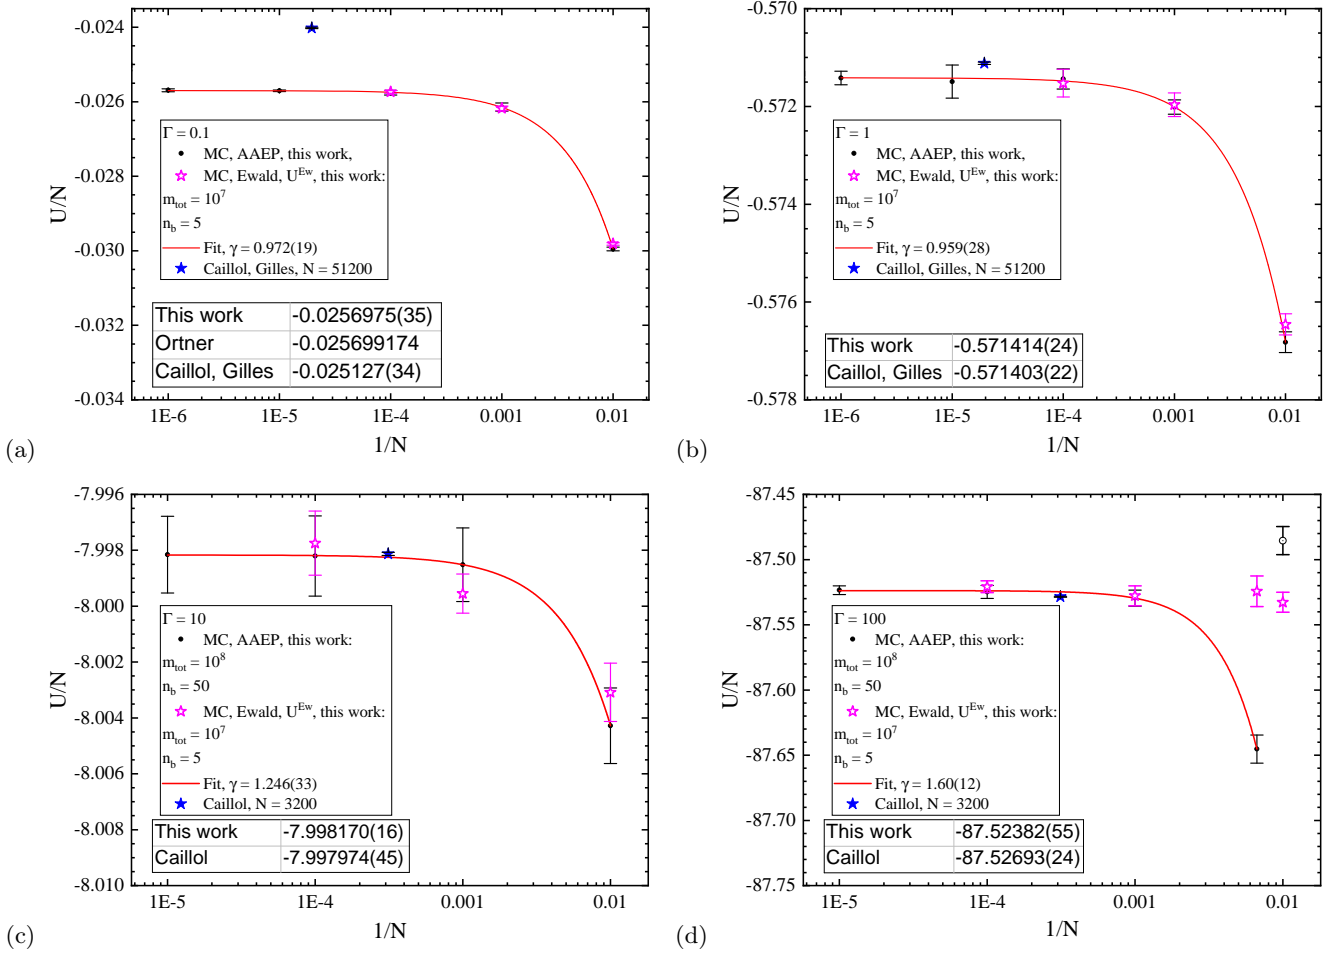 -0.024
-0.026
-0.028
-0.030
-0.032
-0.034
U/N
Γ = 0.1
MC, AAEP, this work,
MC, Ewald, U^Ew, this work:
m_tot = 10^7
n_b = 5
Fit, γ = 0.972(19)
Caillol, Gilles, N = 51200
This work -0.0256975(35)
Ortner -0.025699174
Caillol, Gilles -0.025127(34)
1E-6 1E-5 1E-4 0.001 0.01
1/N
(a)
-0.570
-0.572
-0.574
-0.576
-0.578
U/N
Γ = 1
MC, AAEP, this work,
MC, Ewald, U^Ew, this work:
m_tot = 10^7
n_b = 5
Fit, γ = 0.959(28)
Caillol, Gilles, N = 51200
This work -0.571414(24)
Caillol, Gilles -0.571403(22)
1E-6 1E-5 1E-4 0.001 0.01
1/N
(b)
-7.996
-7.998
-8.000
-8.002
-8.004
-8.006
-8.008
-8.010
U/N
Γ = 10
MC, AAEP, this work:
m_tot = 10^8
n_b = 50
MC, Ewald, U^Ew, this work:
m_tot = 10^7
n_b = 5
Fit, γ = 1.246(33)
Caillol, N = 3200
This work -7.998170(16)
Caillol -7.997974(45)
1E-5 1E-4 0.001 0.01
1/N
(c)
-87.45
-87.50
-87.55
-87.60
-87.65
-87.70
-87.75
U/N
Γ = 100
MC, AAEP, this work:
m_tot = 10^8
n_b = 50
MC, Ewald, U^Ew, this work:
m_tot = 10^7
n_b = 5
Fit, γ = 1.60(12)
Caillol, N = 3200
This work -87.52382(55)
Caillol -87.52693(24)
1E-5 1E-4 0.001 0.01
1/N
(d)